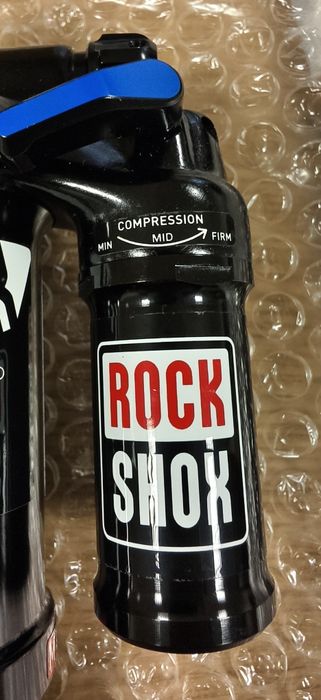 COMPRESSION
MIN MID FIRM
ROCK
SHOX